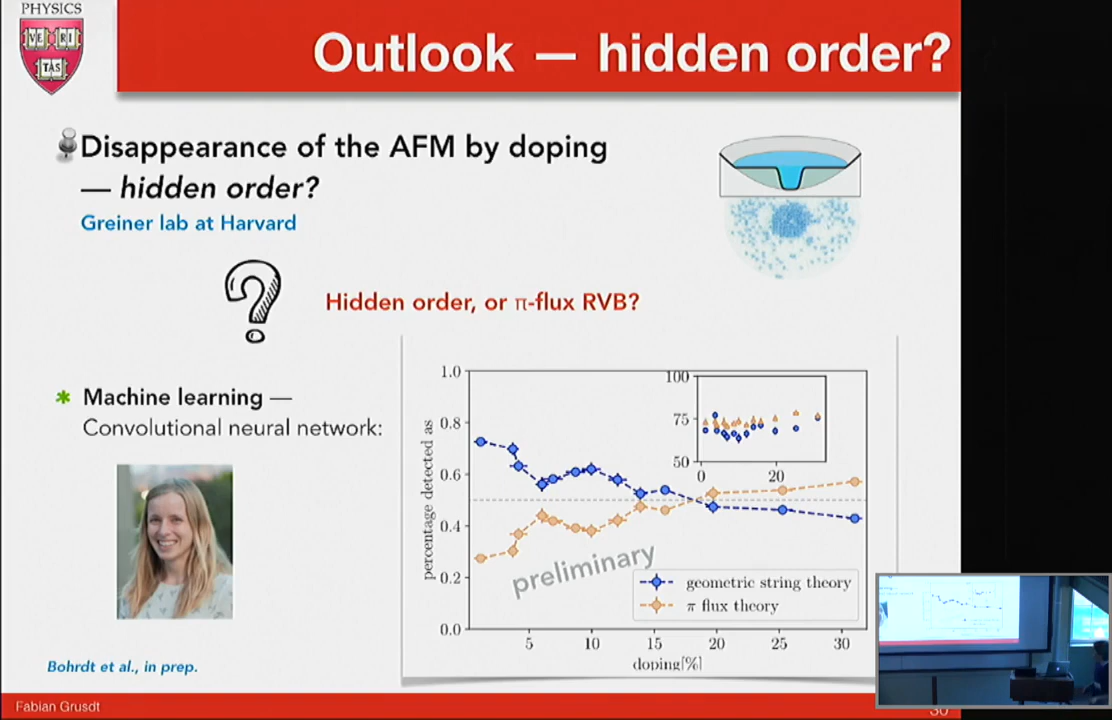 PHYSICS
VE RI
TAS
Outlook — hidden order?
Disappearance of the AFM by doping
— hidden order?
Greiner lab at Harvard
Hidden order, or π-flux RVB?
Machine learning —
Convolutional neural network:
percentage detected as
1.0
0.8
0.6
0.4
0.2
0.0
100
75
50
0 20
preliminary
geometric string theory
π flux theory
5 10 15 20 25 30
doping[%]
Bohrdt et al., in prep.
Fabian Grusdt